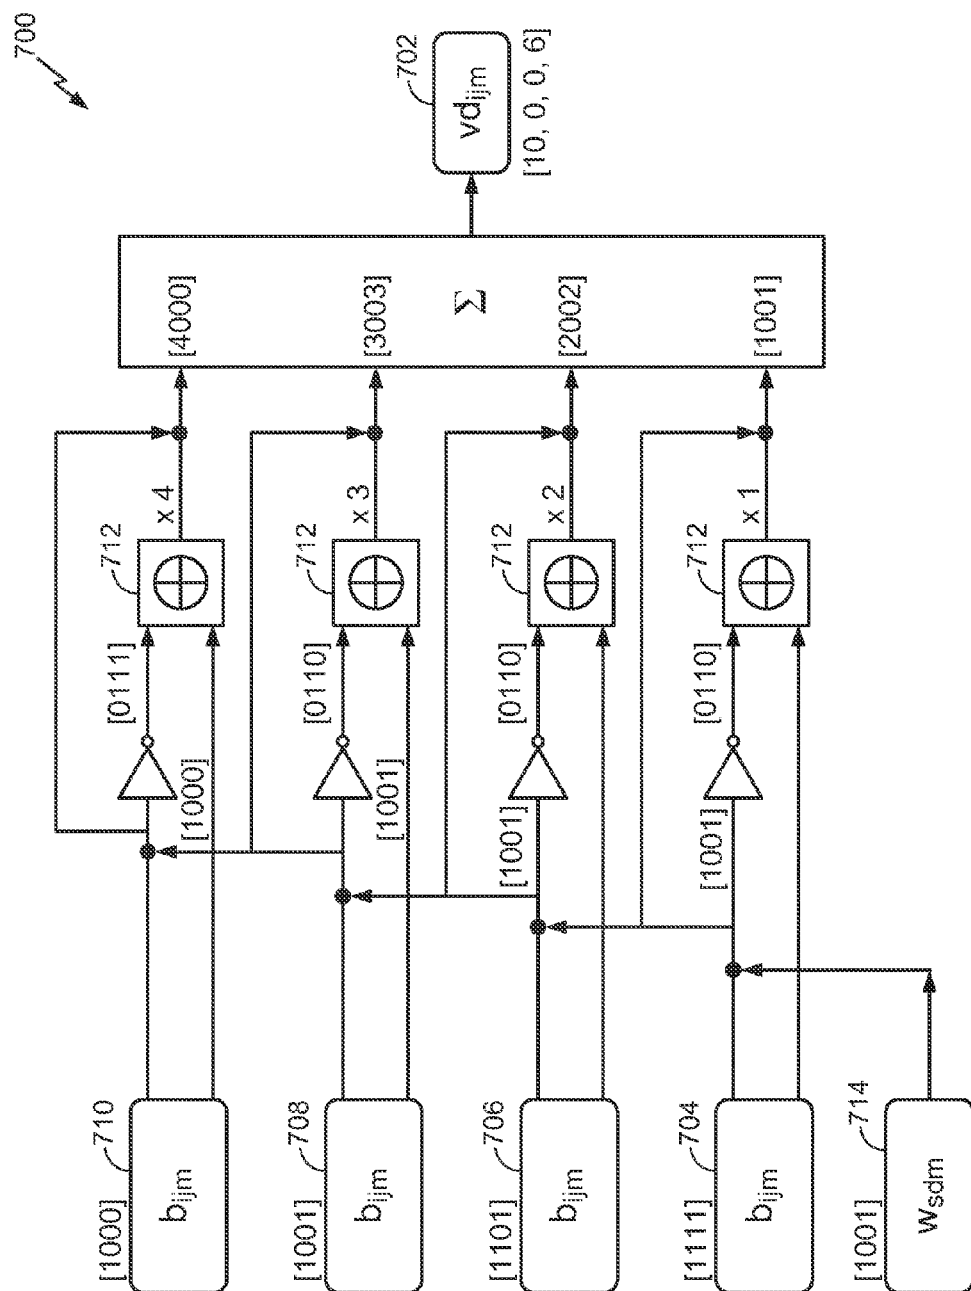 700
702
vd_ijm
[10, 0, 0, 6]
Σ
[4000]
[3003]
[2002]
[1001]
710
[1000]
b_ijm
[1000]
[0111]
712
x 4
708
[1001]
b_ijm
[1001]
[0110]
712
x 3
706
[1101]
b_ijm
[1001]
[0110]
712
x 2
704
[1111]
b_ijm
[1001]
[0110]
712
x 1
714
[1001]
w_sdm